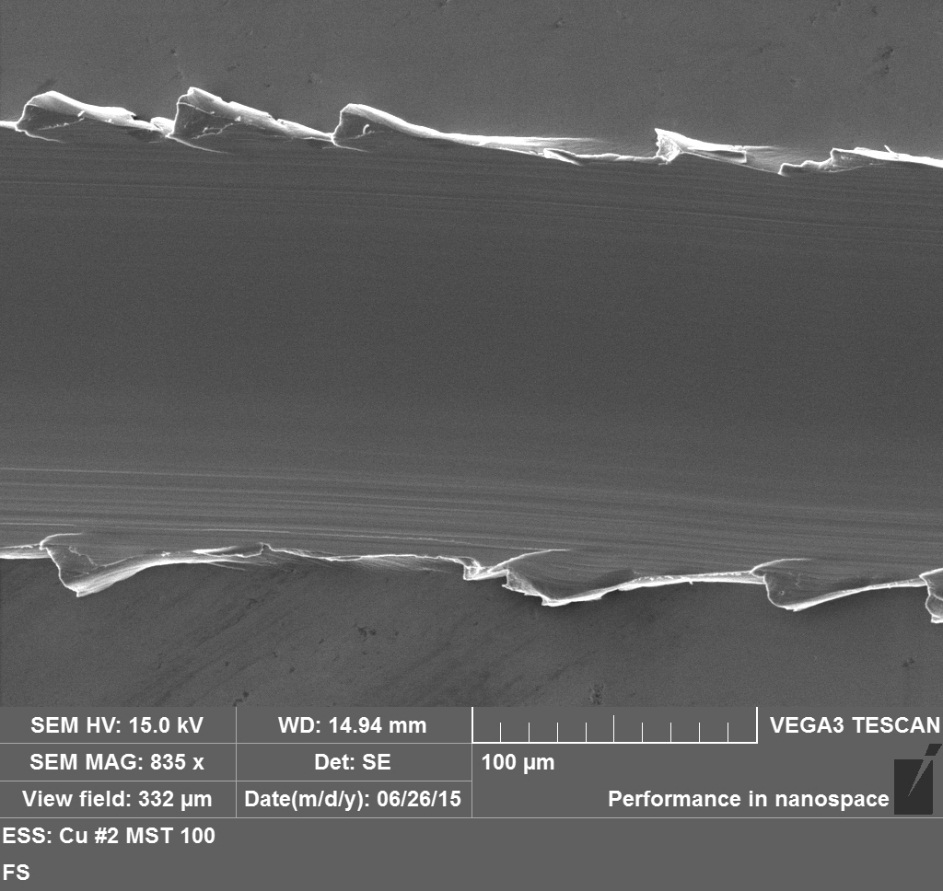 SEM HV: 15.0 kV
WD: 14.94 mm
VEGA3 TESCAN
SEM MAG: 835 x
Det: SE
100 µm
View field: 332 µm
Date(m/d/y): 06/26/15
Performance in nanospace
ESS: Cu #2 MST 100
FS